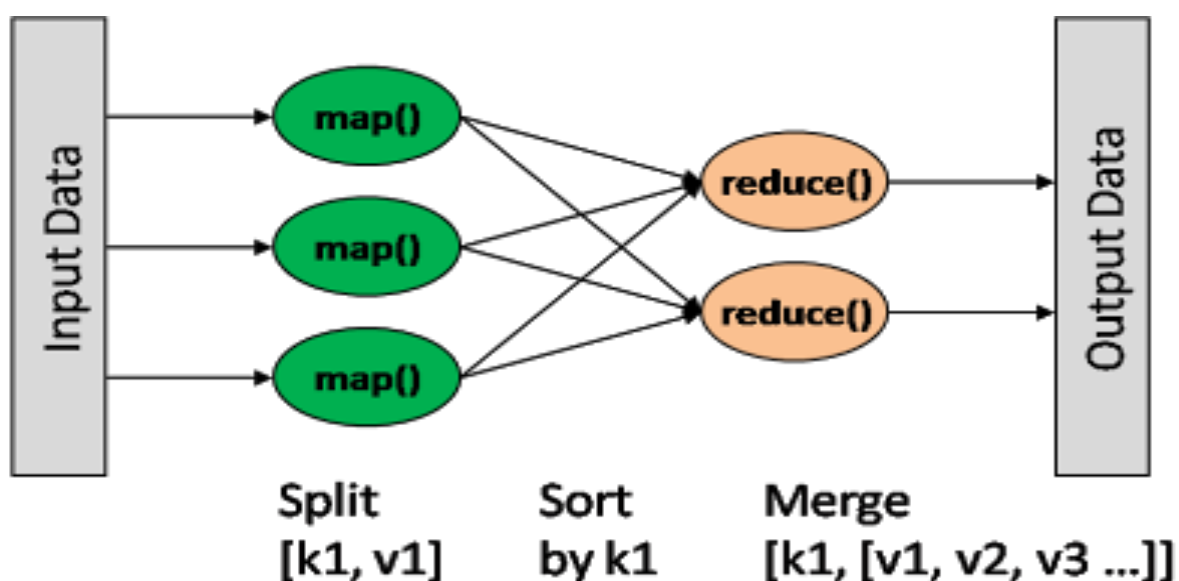 Input Data
map()
map()
map()
reduce()
reduce()
Output Data
Split
[k1, v1]
Sort
by k1
Merge
[k1, [v1, v2, v3 ...]]